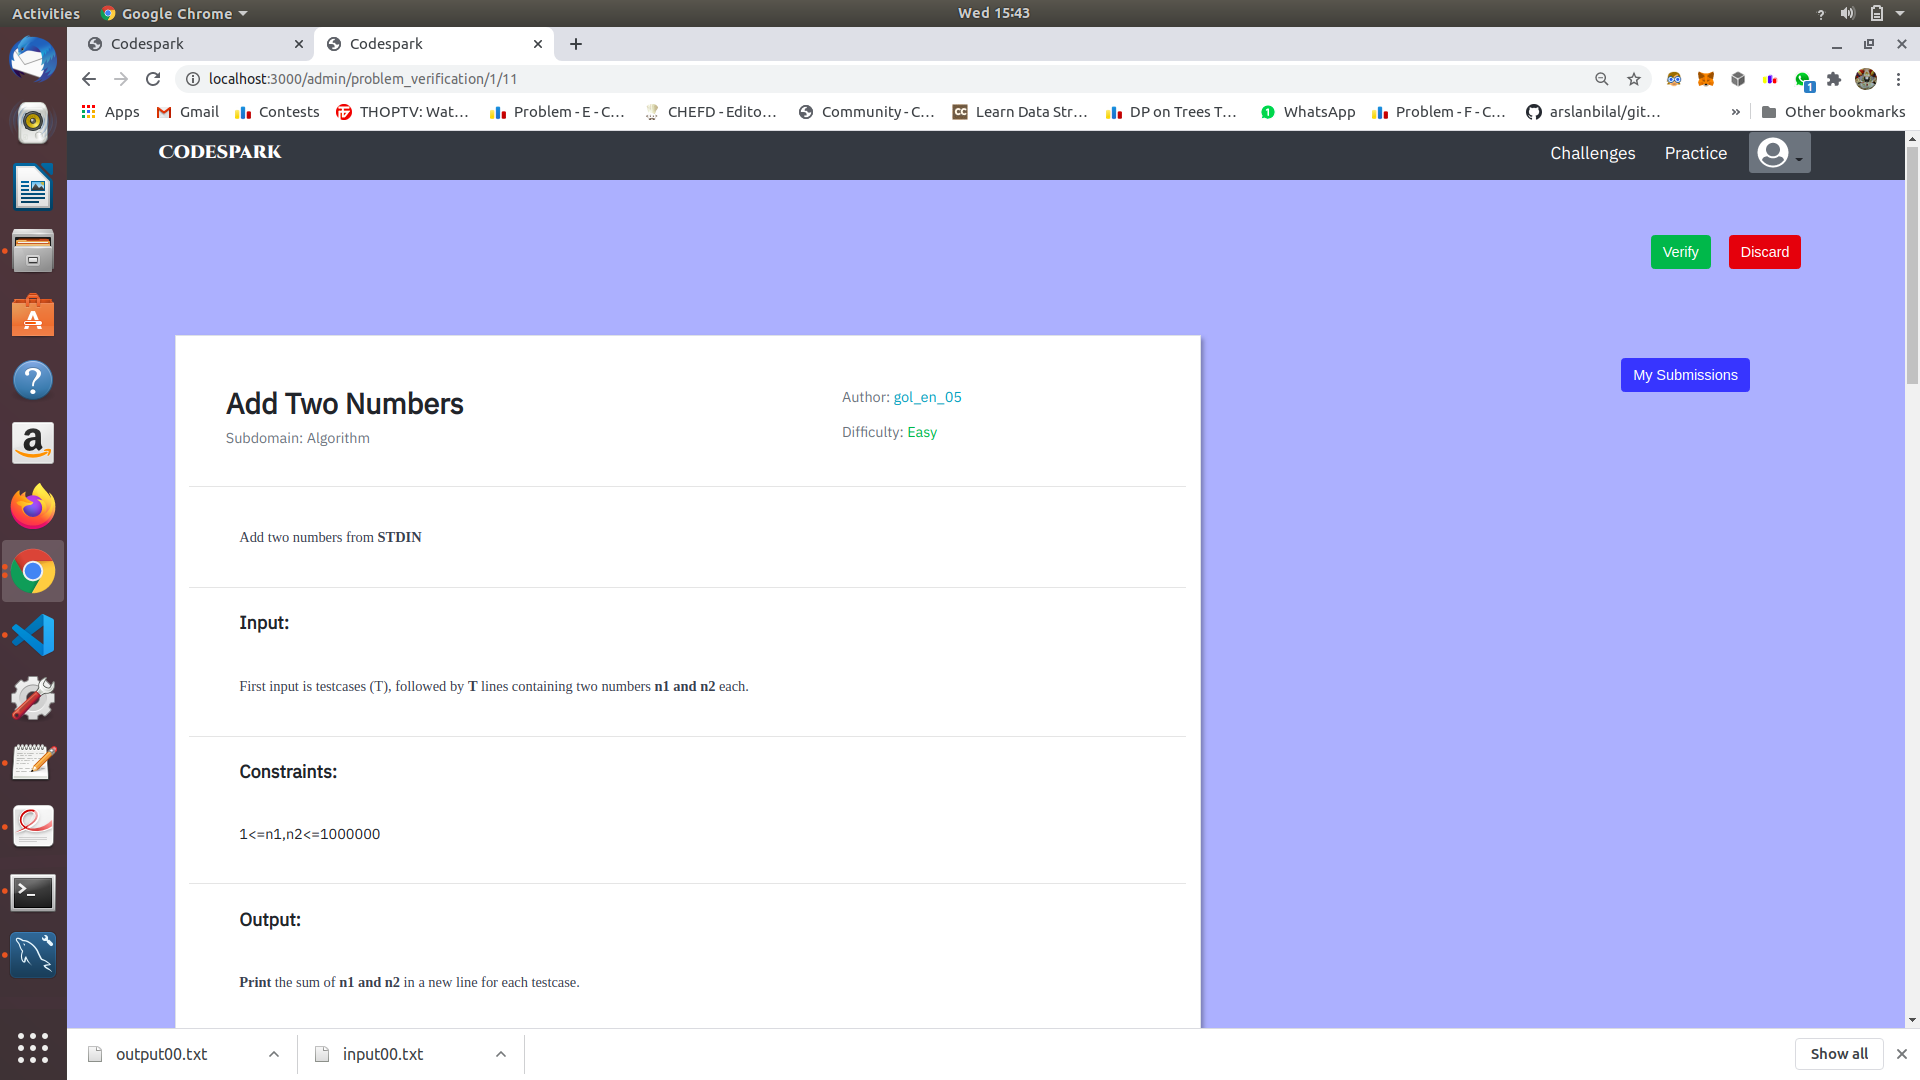 Activities Google Chrome Wed 15:43 ?
Codespark Codespark
localhost:3000/admin/problem_verification/1/11 1
Apps Gmail Contests THOPTV: Wat… Problem - E - C… CHEFD - Edito… Community - C… Learn Data Str… DP on Trees T… WhatsApp Problem - F - C… arslanbilal/git… » Other bookmarks
CODESPARK Challenges Practice
Verify Discard
My Submissions
Add Two Numbers
Subdomain: Algorithm
Author: gol_en_05
Difficulty: Easy
Add two numbers from STDIN
Input:
First input is testcases (T), followed by T lines containing two numbers n1 and n2 each.
Constraints:
1<=n1,n2<=1000000
Output:
Print the sum of n1 and n2 in a new line for each testcase.
output00.txt input00.txt Show all